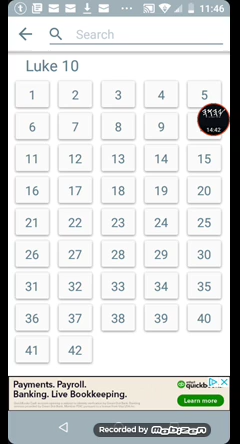 11:46
Search
Luke 10
1 2 3 4 5
6 7 8 9
14:42
11 12 13 14 15
16 17 18 19 20
21 22 23 24 25
26 27 28 29 30
31 32 33 34 35
36 37 38 39 40
41 42
Payments. Payroll.
Banking. Live Bookkeeping.
Learn more
Recorded by Mobizen